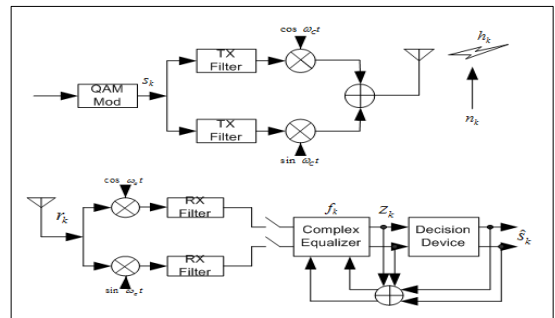 cos ω_c t
h_k
TX
Filter
QAM
Mod
s_k
n_k
TX
Filter
sin ω_c t
cos ω_c t
r_k
RX
Filter
f_k
Complex
Equalizer
z_k
Decision
Device
ŝ_k
RX
Filter
sin ω_c t